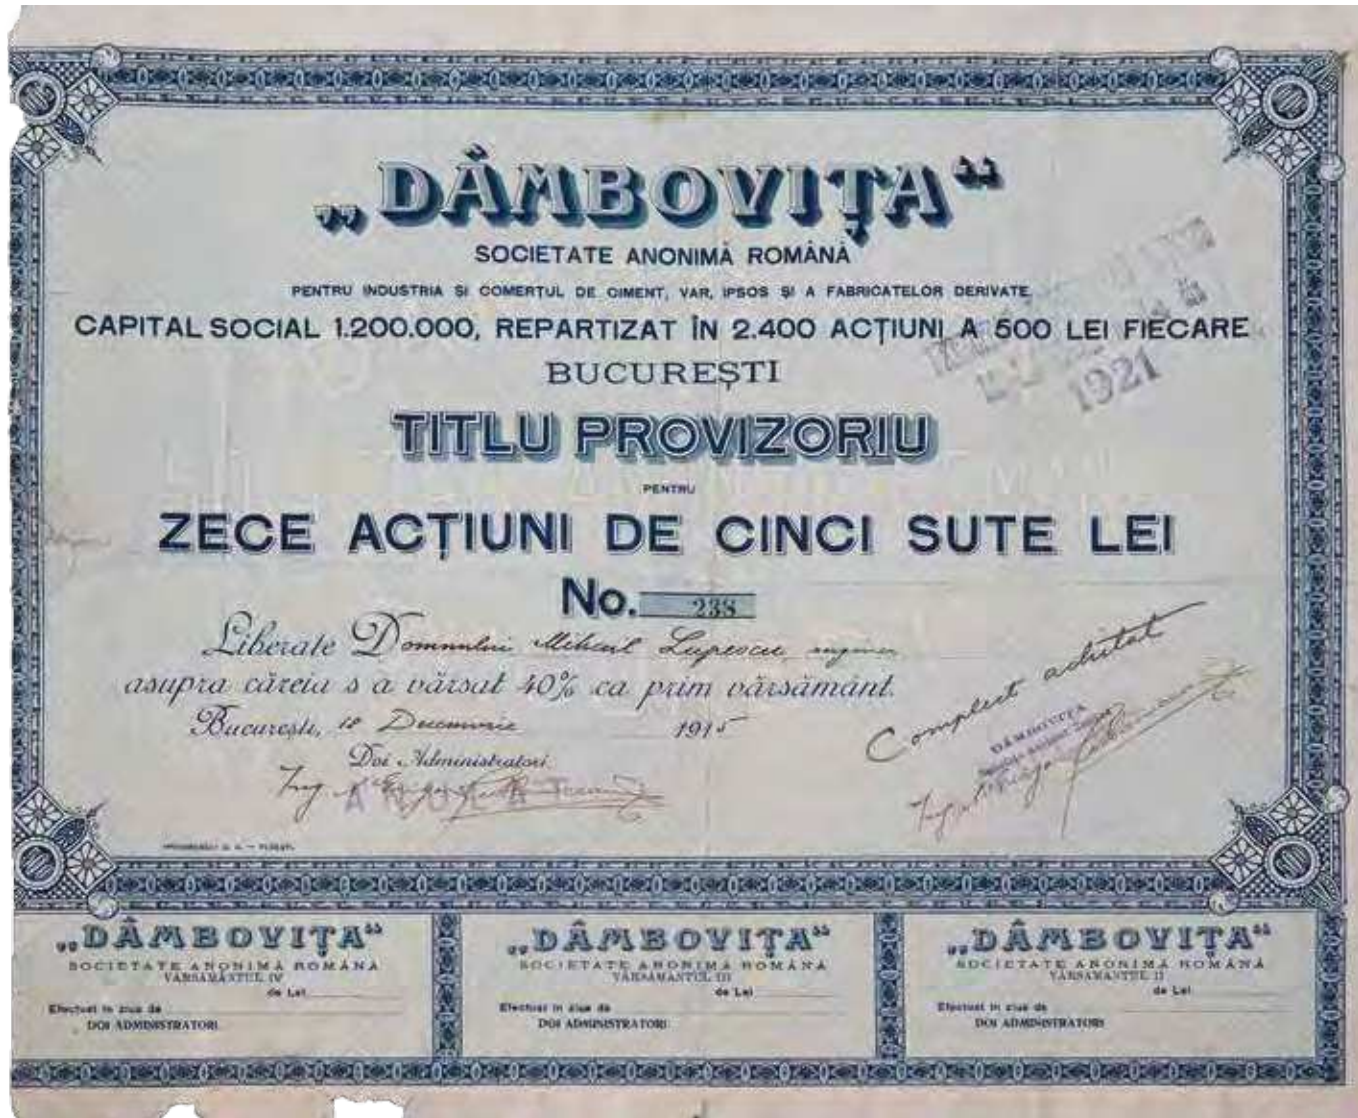 „DÂMBOVIȚA“
SOCIETATE ANONIMĂ ROMÂNĂ
PENTRU INDUSTRIA ȘI COMERȚUL DE CIMENT, VAR, IPSOS ȘI A FABRICATELOR DERIVATE
CAPITAL SOCIAL 1.200.000, REPARTIZAT ÎN 2.400 ACȚIUNI A 500 LEI FIECARE
BUCUREȘTI
1921
TITLU PROVIZORIU
PENTRU
ZECE ACȚIUNI DE CINCI SUTE LEI
No. 238
Liberate Domnului Mihail Lupescu, inginer
asupra căreia s a vărsat 40% ca prim vărsământ.
București, 18 Decemvrie 1915
Doi Administratori
Complect achitat
DÂMBOVIȚA
ANULAT
„DÂMBOVIȚA“
SOCIETATE ANONIMĂ ROMÂNĂ
VĂRSĂMÂNTUL IV
de Lei
Efectuat în ziua de
DOI ADMINISTRATORI
„DÂMBOVIȚA“
SOCIETATE ANONIMĂ ROMÂNĂ
VĂRSĂMÂNTUL III
de Lei
Efectuat în ziua de
DOI ADMINISTRATORI
„DÂMBOVIȚA“
SOCIETATE ANONIMĂ ROMÂNĂ
VĂRSĂMÂNTUL II
de Lei
Efectuat în ziua de
DOI ADMINISTRATORI